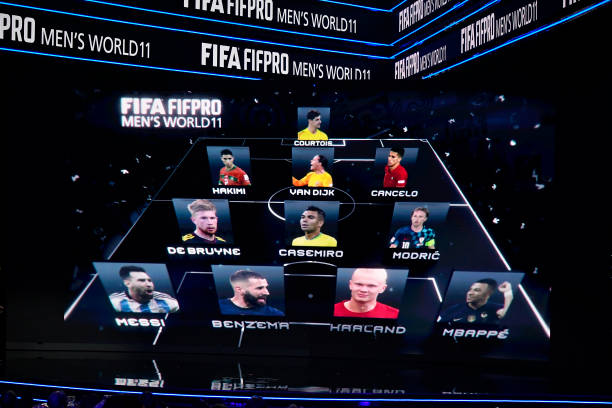 FIFA FIFPRO MEN'S WORLD11
MEN'S WORLD11
FIFA FIFPRO MEN'S WORLD11
FIFA
FIFA FIFPRO
FIFPRO MEN'S WORLD11
FIFA FIFPRO
MEN'S WORLD11
COURTOIS
HAKIMI VAN DIJK CANCELO
DE BRUYNE CASEMIRO MODRIĆ
MESSI BENZEMA HAALAND MBAPPÉ